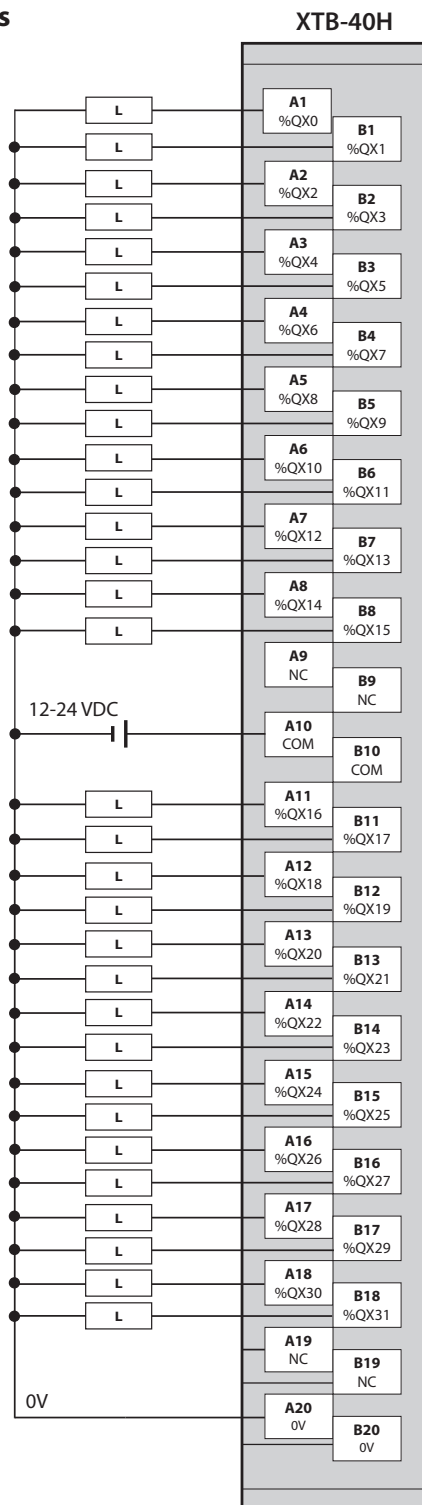 s
XTB-40H
L
A1
%QX0
L
B1
%QX1
L
A2
%QX2
L
B2
%QX3
L
A3
%QX4
L
B3
%QX5
L
A4
%QX6
L
B4
%QX7
L
A5
%QX8
L
B5
%QX9
L
A6
%QX10
L
B6
%QX11
L
A7
%QX12
L
B7
%QX13
L
A8
%QX14
L
B8
%QX15
A9
NC
B9
NC
12-24 VDC
A10
COM
B10
COM
L
A11
%QX16
L
B11
%QX17
L
A12
%QX18
L
B12
%QX19
L
A13
%QX20
L
B13
%QX21
L
A14
%QX22
L
B14
%QX23
L
A15
%QX24
L
B15
%QX25
L
A16
%QX26
L
B16
%QX27
L
A17
%QX28
L
B17
%QX29
L
A18
%QX30
L
B18
%QX31
A19
NC
B19
NC
0V
A20
0V
B20
0V